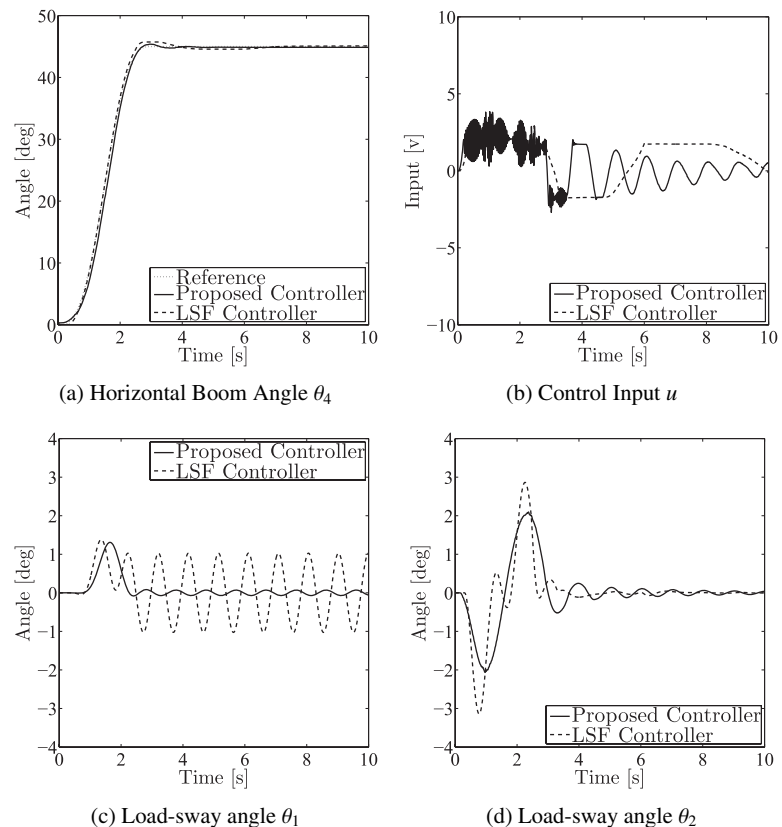 50
40
30
20
10
0
Angle [deg]
Reference
Proposed Controller
LSF Controller
0 2 4 6 8 10
Time [s]
(a) Horizontal Boom Angle θ4
10
5
0
−5
−10
Input [v]
Proposed Controller
LSF Controller
0 2 4 6 8 10
Time [s]
(b) Control Input u
4
3
2
1
0
−1
−2
−3
−4
Angle [deg]
Proposed Controller
LSF Controller
0 2 4 6 8 10
Time [s]
(c) Load-sway angle θ1
4
3
2
1
0
−1
−2
−3
−4
Angle [deg]
Proposed Controller
LSF Controller
0 2 4 6 8 10
Time [s]
(d) Load-sway angle θ2